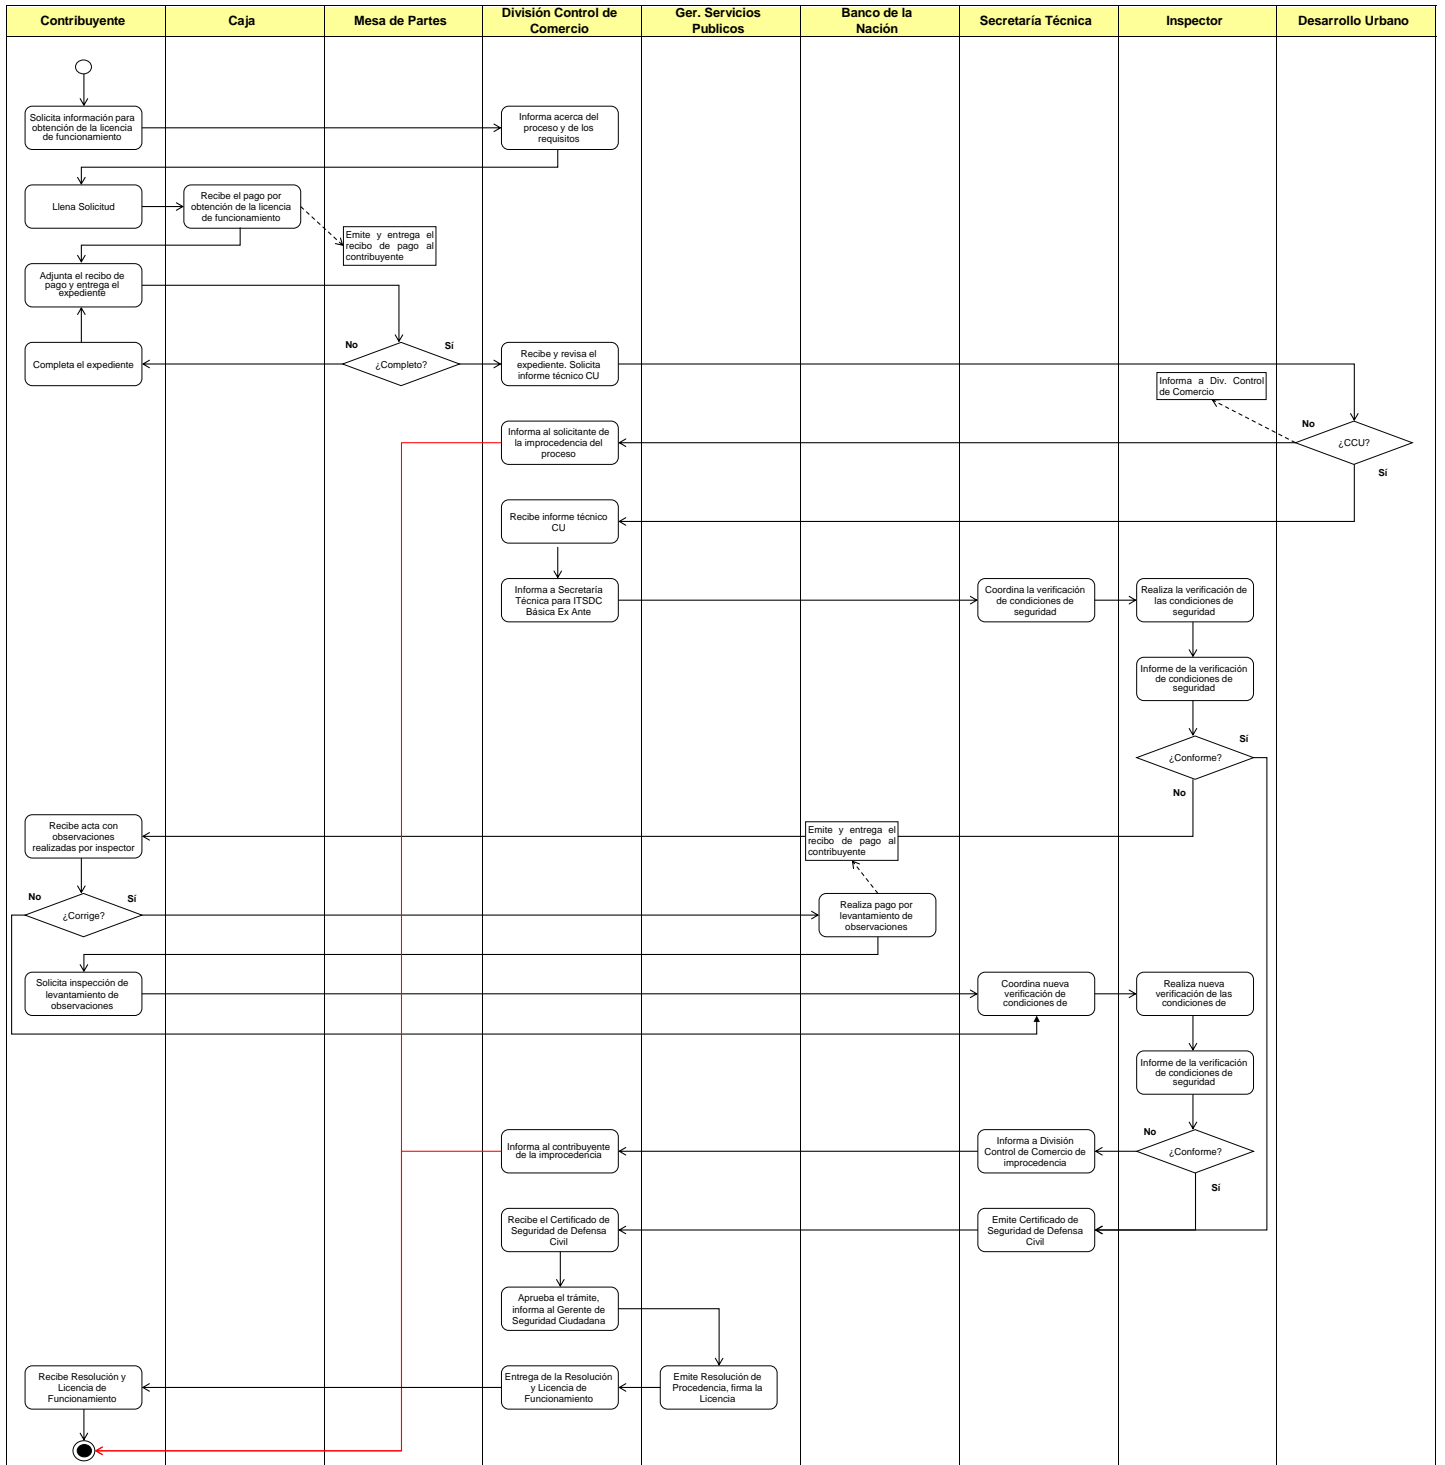 Contribuyente
Caja
Mesa de Partes
División Control de
Comercio
Ger. Servicios
Publicos
Banco de la
Nación
Secretaría Técnica
Inspector
Desarrollo Urbano
Solicita información para
obtención de la licencia
de funcionamiento
Informa acerca del
proceso y de los
requisitos
Llena Solicitud
Recibe el pago por
obtención de la licencia
de funcionamiento
Emite y entrega el
recibo de pago al
contribuyente
Adjunta el recibo de
pago y entrega el
expediente
Completa el expediente
No
¿Completo?
Sí
Recibe y revisa el
expediente. Solicita
informe técnico CU
Informa a Div. Control
de Comercio
Informa al solicitante de
la improcedencia del
proceso
No
¿CCU?
Sí
Recibe informe técnico
CU
Informa a Secretaría
Técnica para ITSDC
Básica Ex Ante
Coordina la verificación
de condiciones de
seguridad
Realiza la verificación de
las condiciones de
seguridad
Informe de la verificación
de condiciones de
seguridad
Sí
¿Conforme?
No
Recibe acta con
observaciones
realizadas por inspector
Emite y entrega el
recibo de pago al
contribuyente
No
¿Corrige?
Sí
Realiza pago por
levantamiento de
observaciones
Solicita inspección de
levantamiento de
observaciones
Coordina nueva
verificación de
condiciones de
Realiza nueva
verificación de las
condiciones de
Informe de la verificación
de condiciones de
seguridad
Informa al contribuyente
de la improcedencia
Informa a División
Control de Comercio de
improcedencia
No
¿Conforme?
Sí
Recibe el Certificado de
Seguridad de Defensa
Civil
Emite Certificado de
Seguridad de Defensa
Civil
Aprueba el trámite,
informa al Gerente de
Seguridad Ciudadana
Recibe Resolución y
Licencia de
Funcionamiento
Entrega de la Resolución
y Licencia de
Funcionamiento
Emite Resolución de
Procedencia, firma la
Licencia